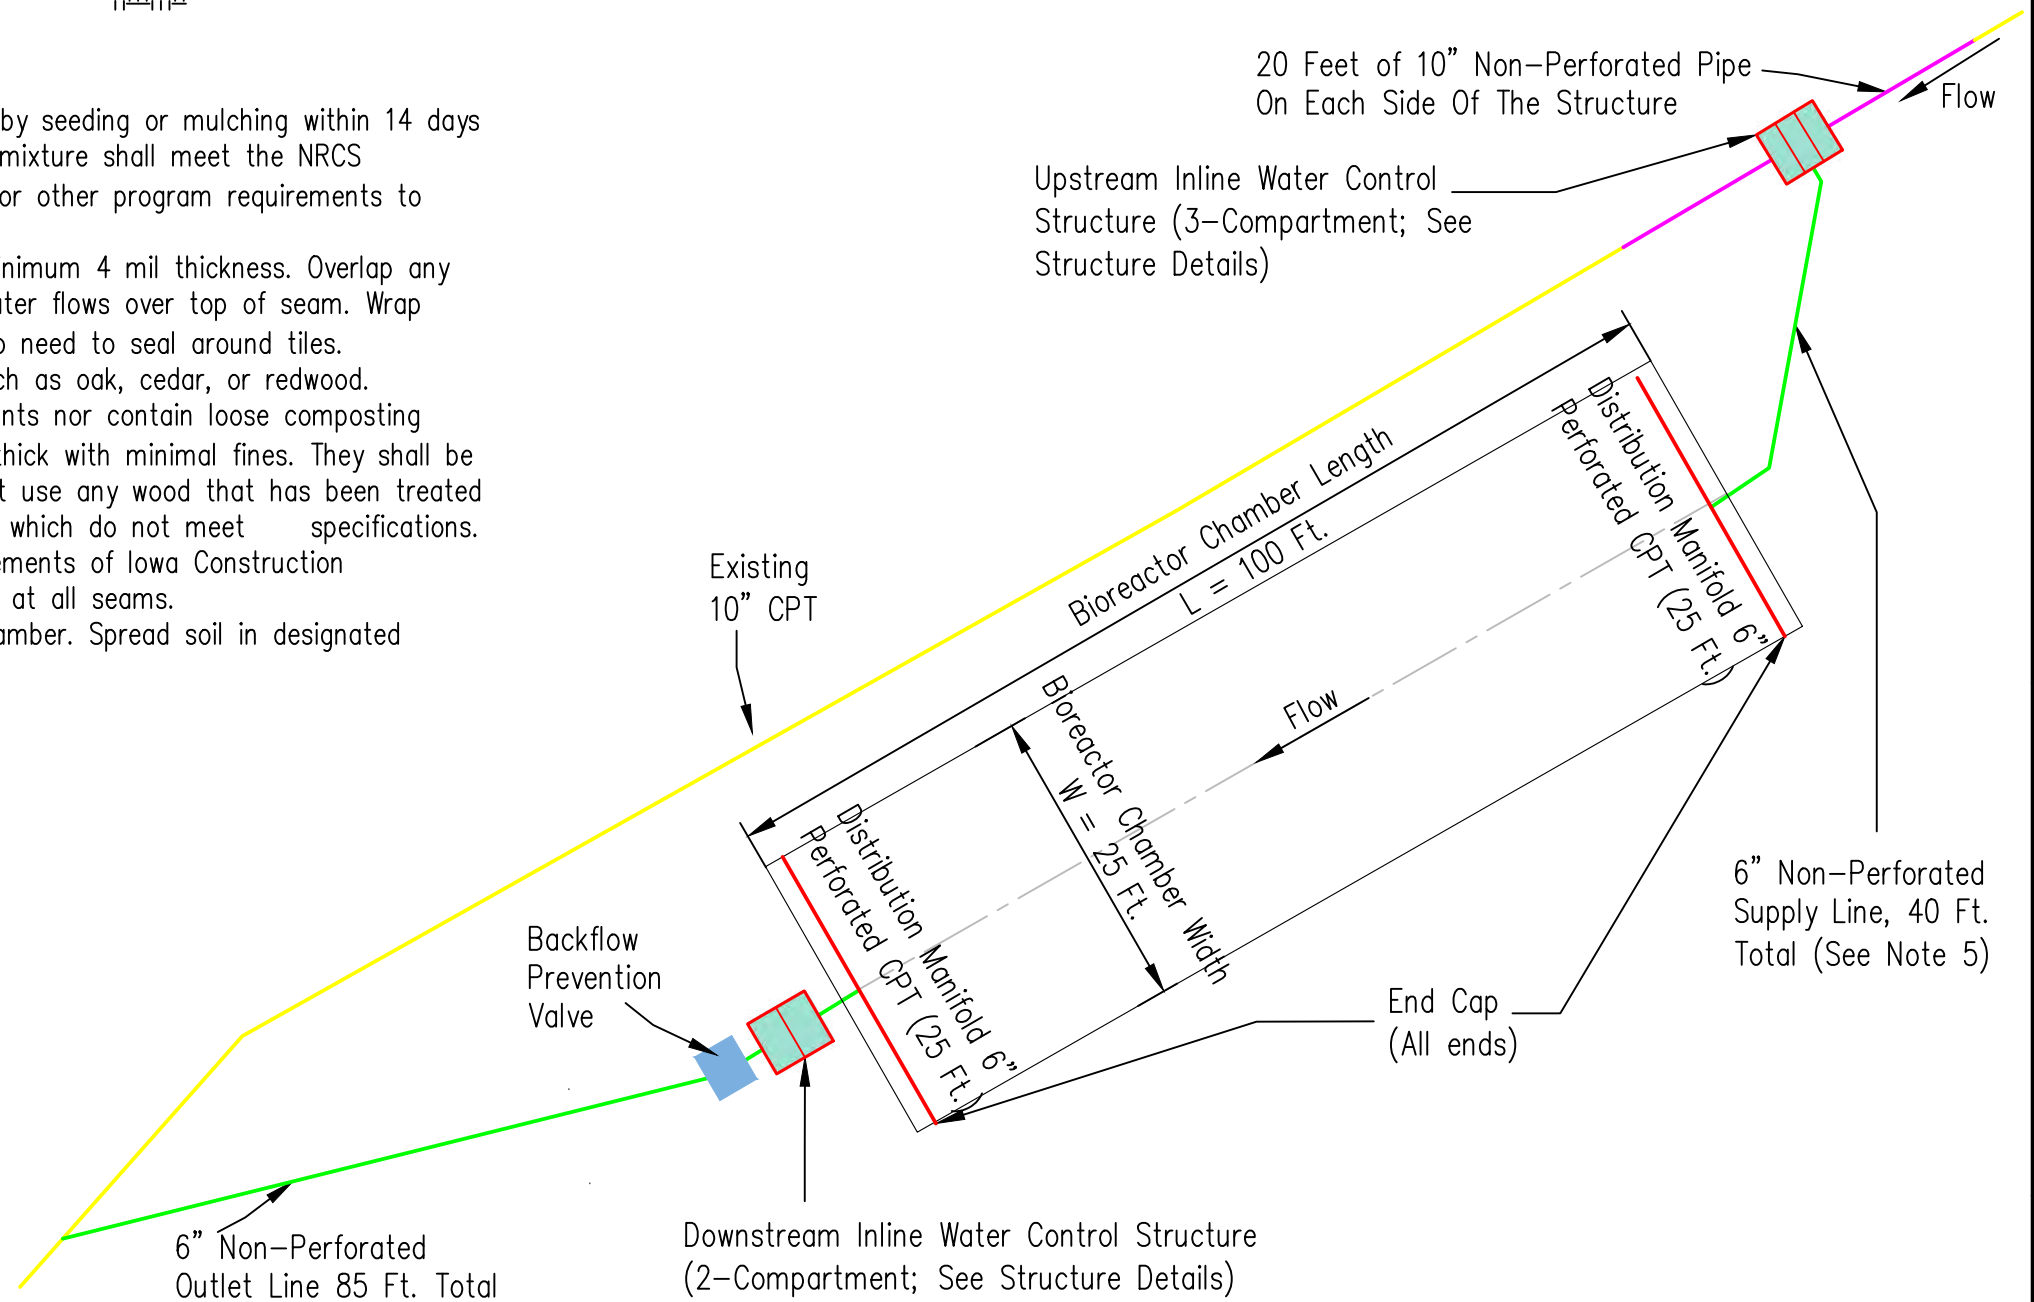 by seeding or mulching within 14 days
mixture shall meet the NRCS
or other program requirements to
nimum 4 mil thickness. Overlap any
ter flows over top of seam. Wrap
need to seal around tiles.
ch as oak, cedar, or redwood.
nts nor contain loose composting
thick with minimal fines. They shall be
t use any wood that has been treated
which do not meet specifications.
ements of Iowa Construction
at all seams.
amber. Spread soil in designated
20 Feet of 10" Non-Perforated Pipe
On Each Side Of The Structure
Flow
Upstream Inline Water Control
Structure (3-Compartment; See
Structure Details)
Existing
10" CPT
Bioreactor Chamber Length
L = 100 Ft.
Distribution Manifold 6"
Perforated CPT (25 Ft.)
Flow
Bioreactor Chamber Width
W = 25 Ft.
Distribution Manifold 6"
Perforated CPT (25 Ft.)
6" Non-Perforated
Supply Line, 40 Ft.
Total (See Note 5)
Backflow
Prevention
Valve
End Cap
(All ends)
6" Non-Perforated
Outlet Line 85 Ft. Total
Downstream Inline Water Control Structure
(2-Compartment; See Structure Details)